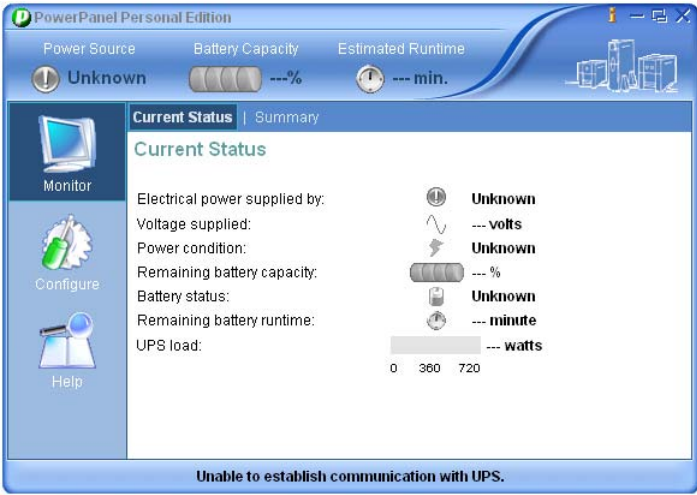 PowerPanel Personal Edition
Power Source Battery Capacity Estimated Runtime
Unknown ---% --- min.
Current Status | Summary
Current Status
Monitor
Configure
Help
Electrical power supplied by: Unknown
Voltage supplied: --- volts
Power condition: Unknown
Remaining battery capacity: --- %
Battery status: Unknown
Remaining battery runtime: --- minute
UPS load: --- watts
0 360 720
Unable to establish communication with UPS.